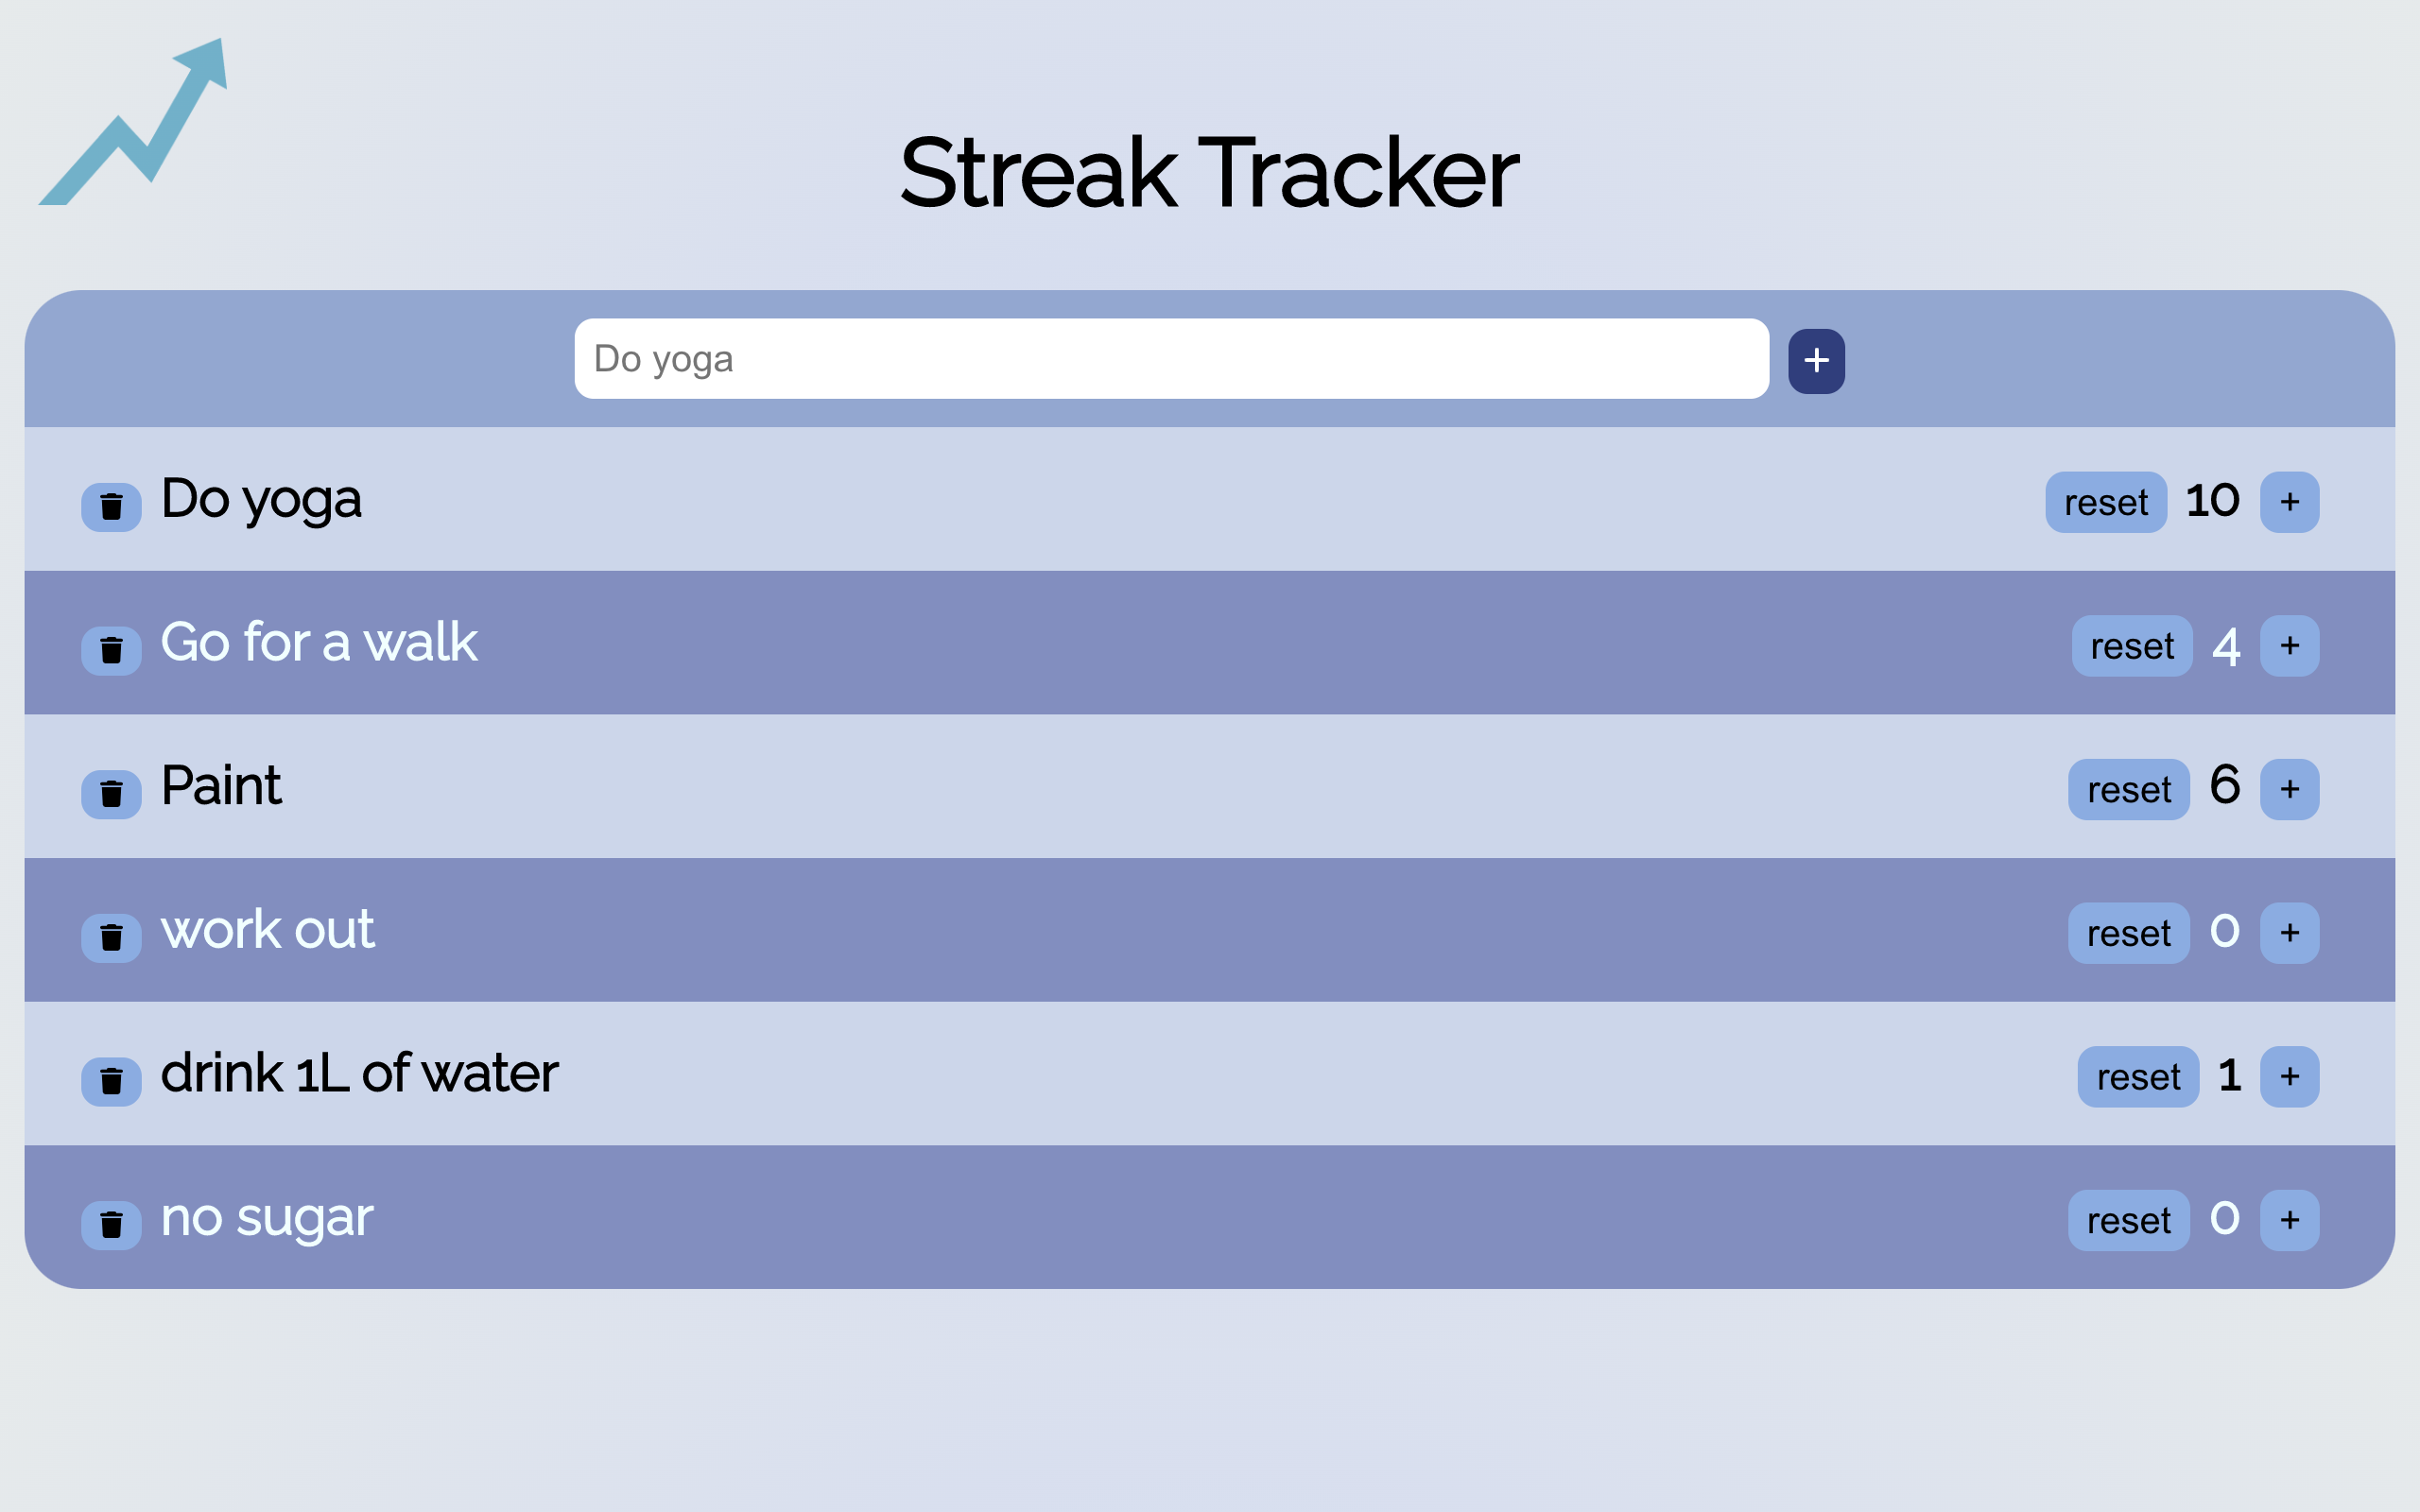 Streak Tracker
Do yoga +
Do yoga reset 10 +
Go for a walk reset 4 +
Paint reset 6 +
work out reset 0 +
drink 1L of water reset 1 +
no sugar reset 0 +